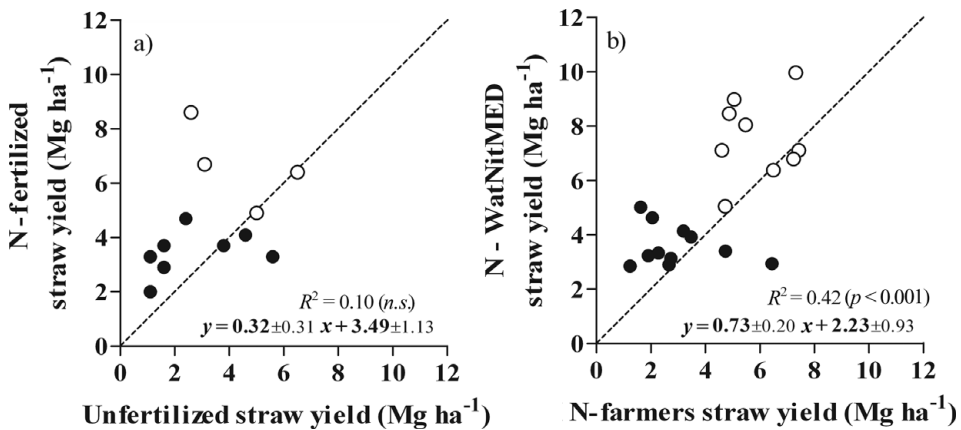 N - fertilized
straw yield (Mg ha⁻¹)
a)
12
10
8
6
4
2
0
R² = 0.10 (n.s.)
y = 0.32±0.31 x + 3.49±1.13
0 2 4 6 8 10 12
Unfertilized straw yield (Mg ha⁻¹)
N - WatNitMED
straw yield (Mg ha⁻¹)
b)
12
10
8
6
4
2
0
R² = 0.42 (p < 0.001)
y = 0.73±0.20 x + 2.23±0.93
0 2 4 6 8 10 12
N-farmers straw yield (Mg ha⁻¹)